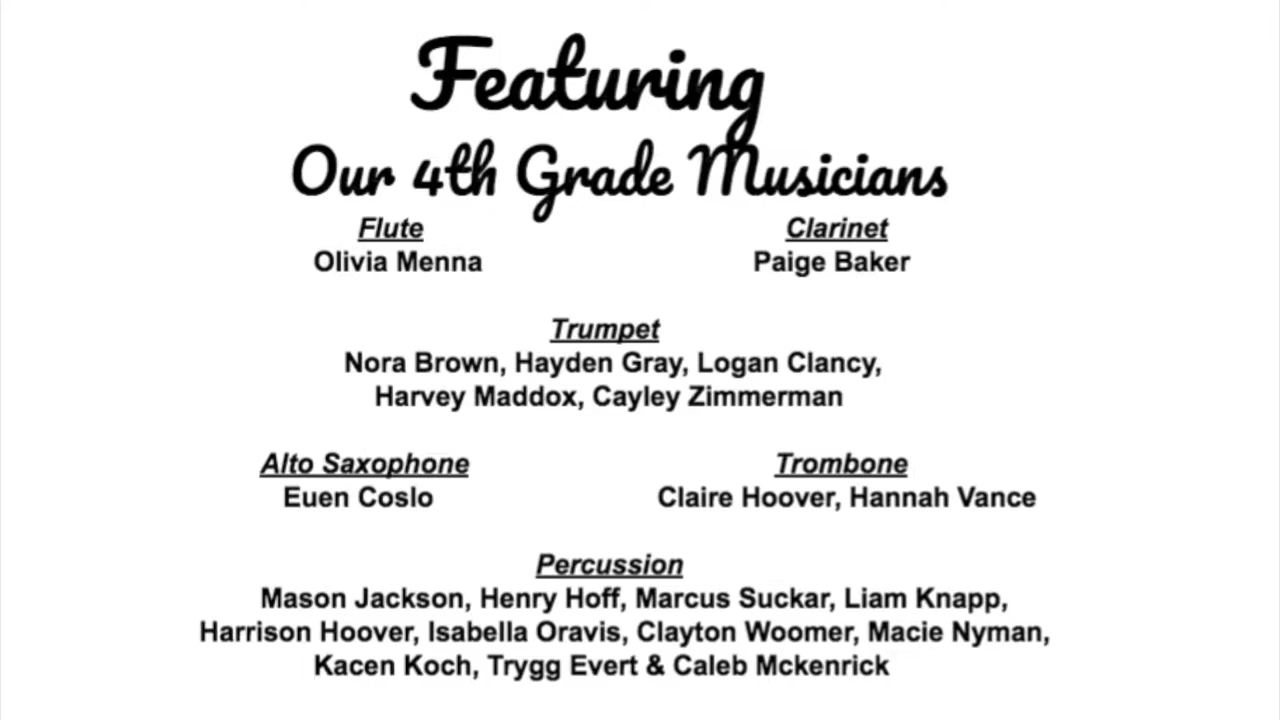 Featuring
Our 4th Grade Musicians
Flute
Olivia Menna
Clarinet
Paige Baker
Trumpet
Nora Brown, Hayden Gray, Logan Clancy,
Harvey Maddox, Cayley Zimmerman
Alto Saxophone
Euen Coslo
Trombone
Claire Hoover, Hannah Vance
Percussion
Mason Jackson, Henry Hoff, Marcus Suckar, Liam Knapp,
Harrison Hoover, Isabella Oravis, Clayton Woomer, Macie Nyman,
Kacen Koch, Trygg Evert & Caleb Mckenrick